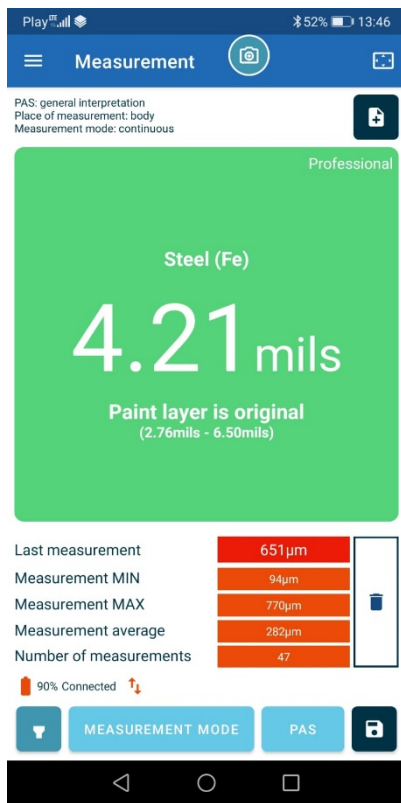 Play 52% 13:46
Measurement
PAS: general interpretation
Place of measurement: body
Measurement mode: continuous
Professional
Steel (Fe)
4.21 mils
Paint layer is original
(2.76mils - 6.50mils)
Last measurement 651µm
Measurement MIN 94µm
Measurement MAX 770µm
Measurement average 282µm
Number of measurements 47
90% Connected
MEASUREMENT MODE PAS